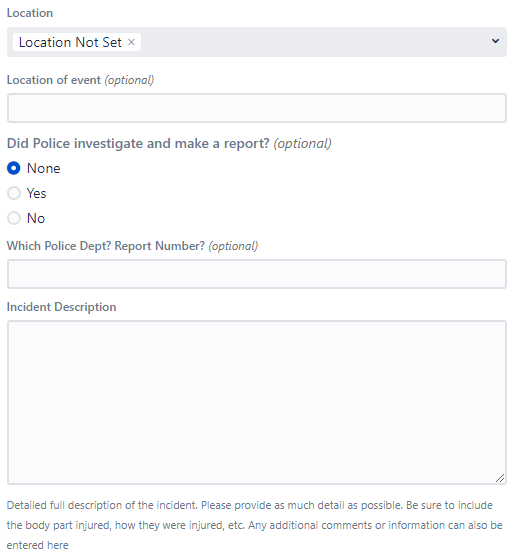 Location
Location Not Set ×
Location of event (optional)
Did Police investigate and make a report? (optional)
None
Yes
No
Which Police Dept? Report Number? (optional)
Incident Description
Detailed full description of the incident. Please provide as much detail as possible. Be sure to include
the body part injured, how they were injured, etc. Any additional comments or information can also be
entered here